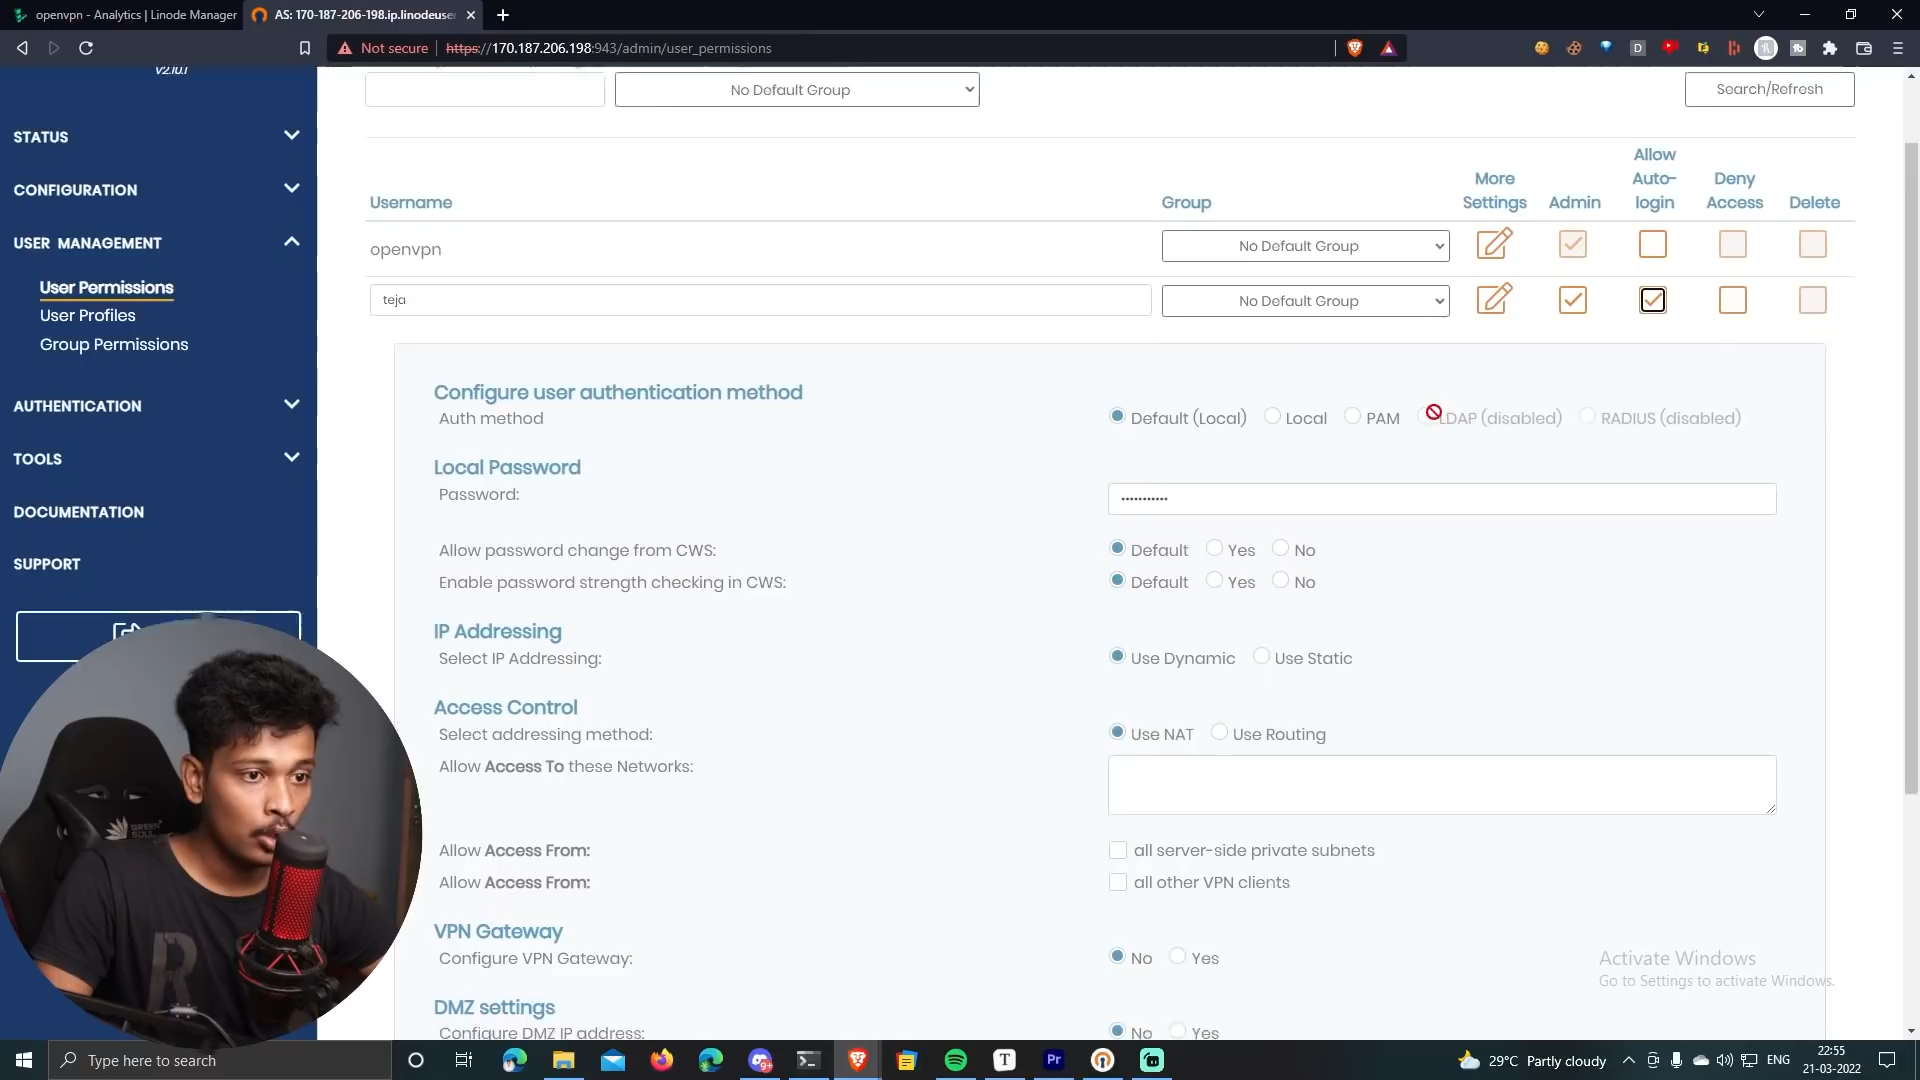 openvpn - Analytics | Linode Manager
AS: 170-187-206-198.ip.linodeuse
Not secure
https://170.187.206.198:943/admin/user_permissions
v2.10.1
STATUS
CONFIGURATION
USER MANAGEMENT
User Permissions
User Profiles
Group Permissions
AUTHENTICATION
TOOLS
DOCUMENTATION
SUPPORT
No Default Group
Search/Refresh
Username
Group
More Settings
Admin
Allow Auto-login
Deny Access
Delete
openvpn
No Default Group
teja
No Default Group
Configure user authentication method
Auth method
Default (Local) Local PAM LDAP (disabled) RADIUS (disabled)
Local Password
Password:
•••••••••••
Allow password change from CWS:
Default Yes No
Enable password strength checking in CWS:
Default Yes No
IP Addressing
Select IP Addressing:
Use Dynamic Use Static
Access Control
Select addressing method:
Use NAT Use Routing
Allow Access To these Networks:
Allow Access From:
all server-side private subnets
Allow Access From:
all other VPN clients
VPN Gateway
Configure VPN Gateway:
No Yes
DMZ settings
Configure DMZ IP address:
No Yes
Activate Windows
Go to Settings to activate Windows.
GREEN SOUL
Type here to search
9+
T
Pr
29°C Partly cloudy
ENG
22:55
21-03-2022